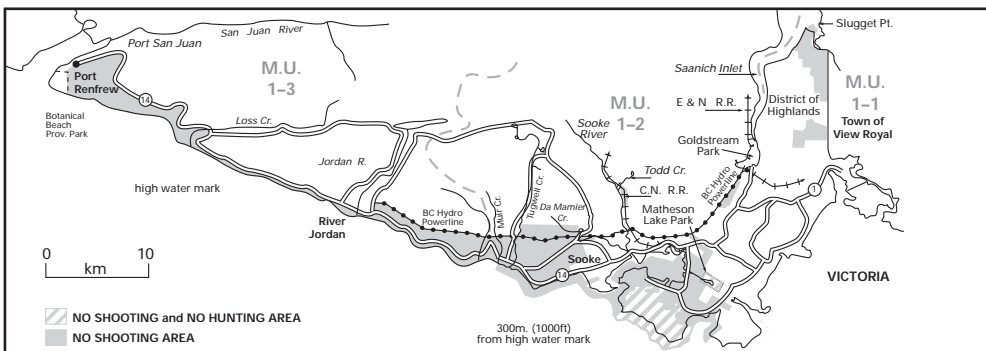 Slugget Pt.
San Juan River
Port San Juan
M.U.
1–3
Port
Renfrew
14
Botanical
Beach
Prov. Park
Loss Cr.
Jordan R.
high water mark
River
Jordan
BC Hydro
Powerline
Muir Cr.
Tugwell Cr.
Da Mamier
Cr.
Sooke
14
Sooke
River
M.U.
1–2
Todd Cr.
C.N. R.R.
Matheson
Lake Park
Saanich Inlet
E & N R.R.
Goldstream
Park
BC Hydro
Powerline
District of
Highlands
M.U.
1–1
Town of
View Royal
1
VICTORIA
0 10
km
NO SHOOTING and NO HUNTING AREA
NO SHOOTING AREA
300m. (1000ft)
from high water mark